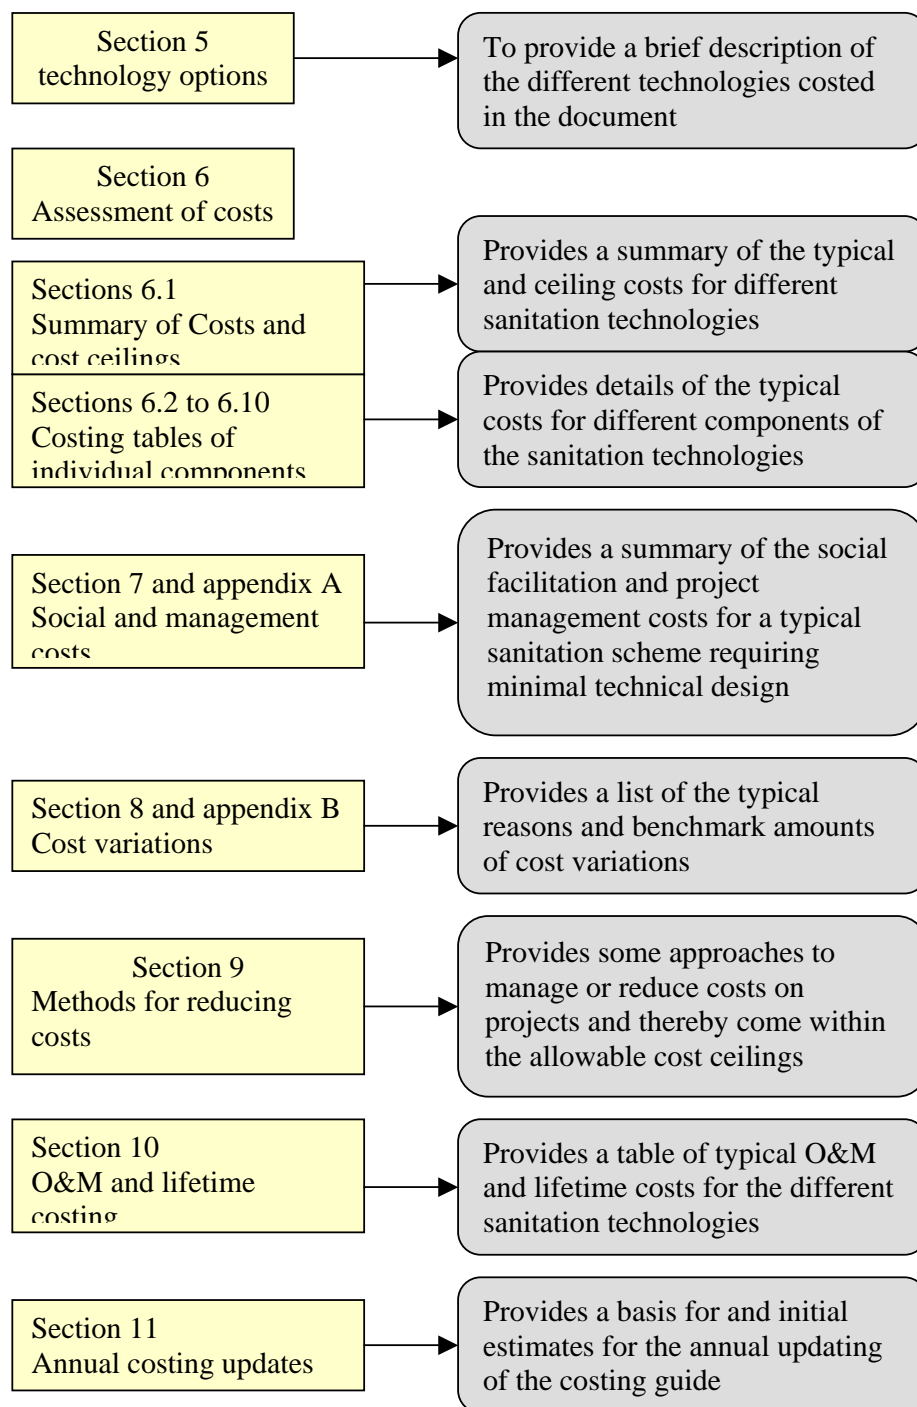 Section 5
technology options
To provide a brief description of
the different technologies costed
in the document
Section 6
Assessment of costs
Sections 6.1
Summary of Costs and
cost ceilings
Provides a summary of the typical
and ceiling costs for different
sanitation technologies
Sections 6.2 to 6.10
Costing tables of
individual components
Provides details of the typical
costs for different components of
the sanitation technologies
Section 7 and appendix A
Social and management
costs
Provides a summary of the social
facilitation and project
management costs for a typical
sanitation scheme requiring
minimal technical design
Section 8 and appendix B
Cost variations
Provides a list of the typical
reasons and benchmark amounts
of cost variations
Section 9
Methods for reducing
costs
Provides some approaches to
manage or reduce costs on
projects and thereby come within
the allowable cost ceilings
Section 10
O&M and lifetime
costing
Provides a table of typical O&M
and lifetime costs for the different
sanitation technologies
Section 11
Annual costing updates
Provides a basis for and initial
estimates for the annual updating
of the costing guide